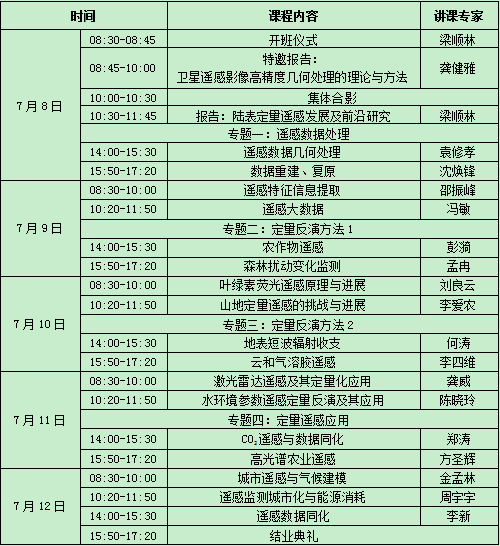 时间 课程内容 讲课专家
7月8日
08:30-08:45 开班仪式 梁顺林
08:45-10:00 特邀报告：
卫星遥感影像高精度几何处理的理论与方法 龚健雅
10:00-10:30 集体合影
10:30-11:45 报告：陆表定量遥感发展及前沿研究 梁顺林
专题一：遥感数据处理
14:00-15:30 遥感数据几何处理 袁修孝
15:50-17:20 数据重建、复原 沈焕锋
7月9日
08:30-10:00 遥感特征信息提取 邵振峰
10:20-11:50 遥感大数据 冯敏
专题二：定量反演方法1
14:00-15:30 农作物遥感 彭漪
15:50-17:20 森林扰动变化监测 孟冉
7月10日
08:30-10:00 叶绿素荧光遥感原理与进展 刘良云
10:20-11:50 山地定量遥感的挑战与进展 李爱农
专题三：定量反演方法2
14:00-15:30 地表短波辐射收支 何涛
15:50-17:20 云和气溶胶遥感 李四维
7月11日
08:30-10:00 激光雷达遥感及其定量化应用 龚威
10:20-11:50 水环境参数遥感定量反演及其应用 陈晓玲
专题四：定量遥感应用
14:00-15:30 CO₂遥感与数据同化 郑涛
15:50-17:20 高光谱农业遥感 方圣辉
7月12日
08:30-10:00 城市遥感与气候建模 金孟林
10:20-11:50 遥感监测城市化与能源消耗 周宇宇
14:00-15:30 遥感数据同化 李新
15:50-17:20 结业典礼